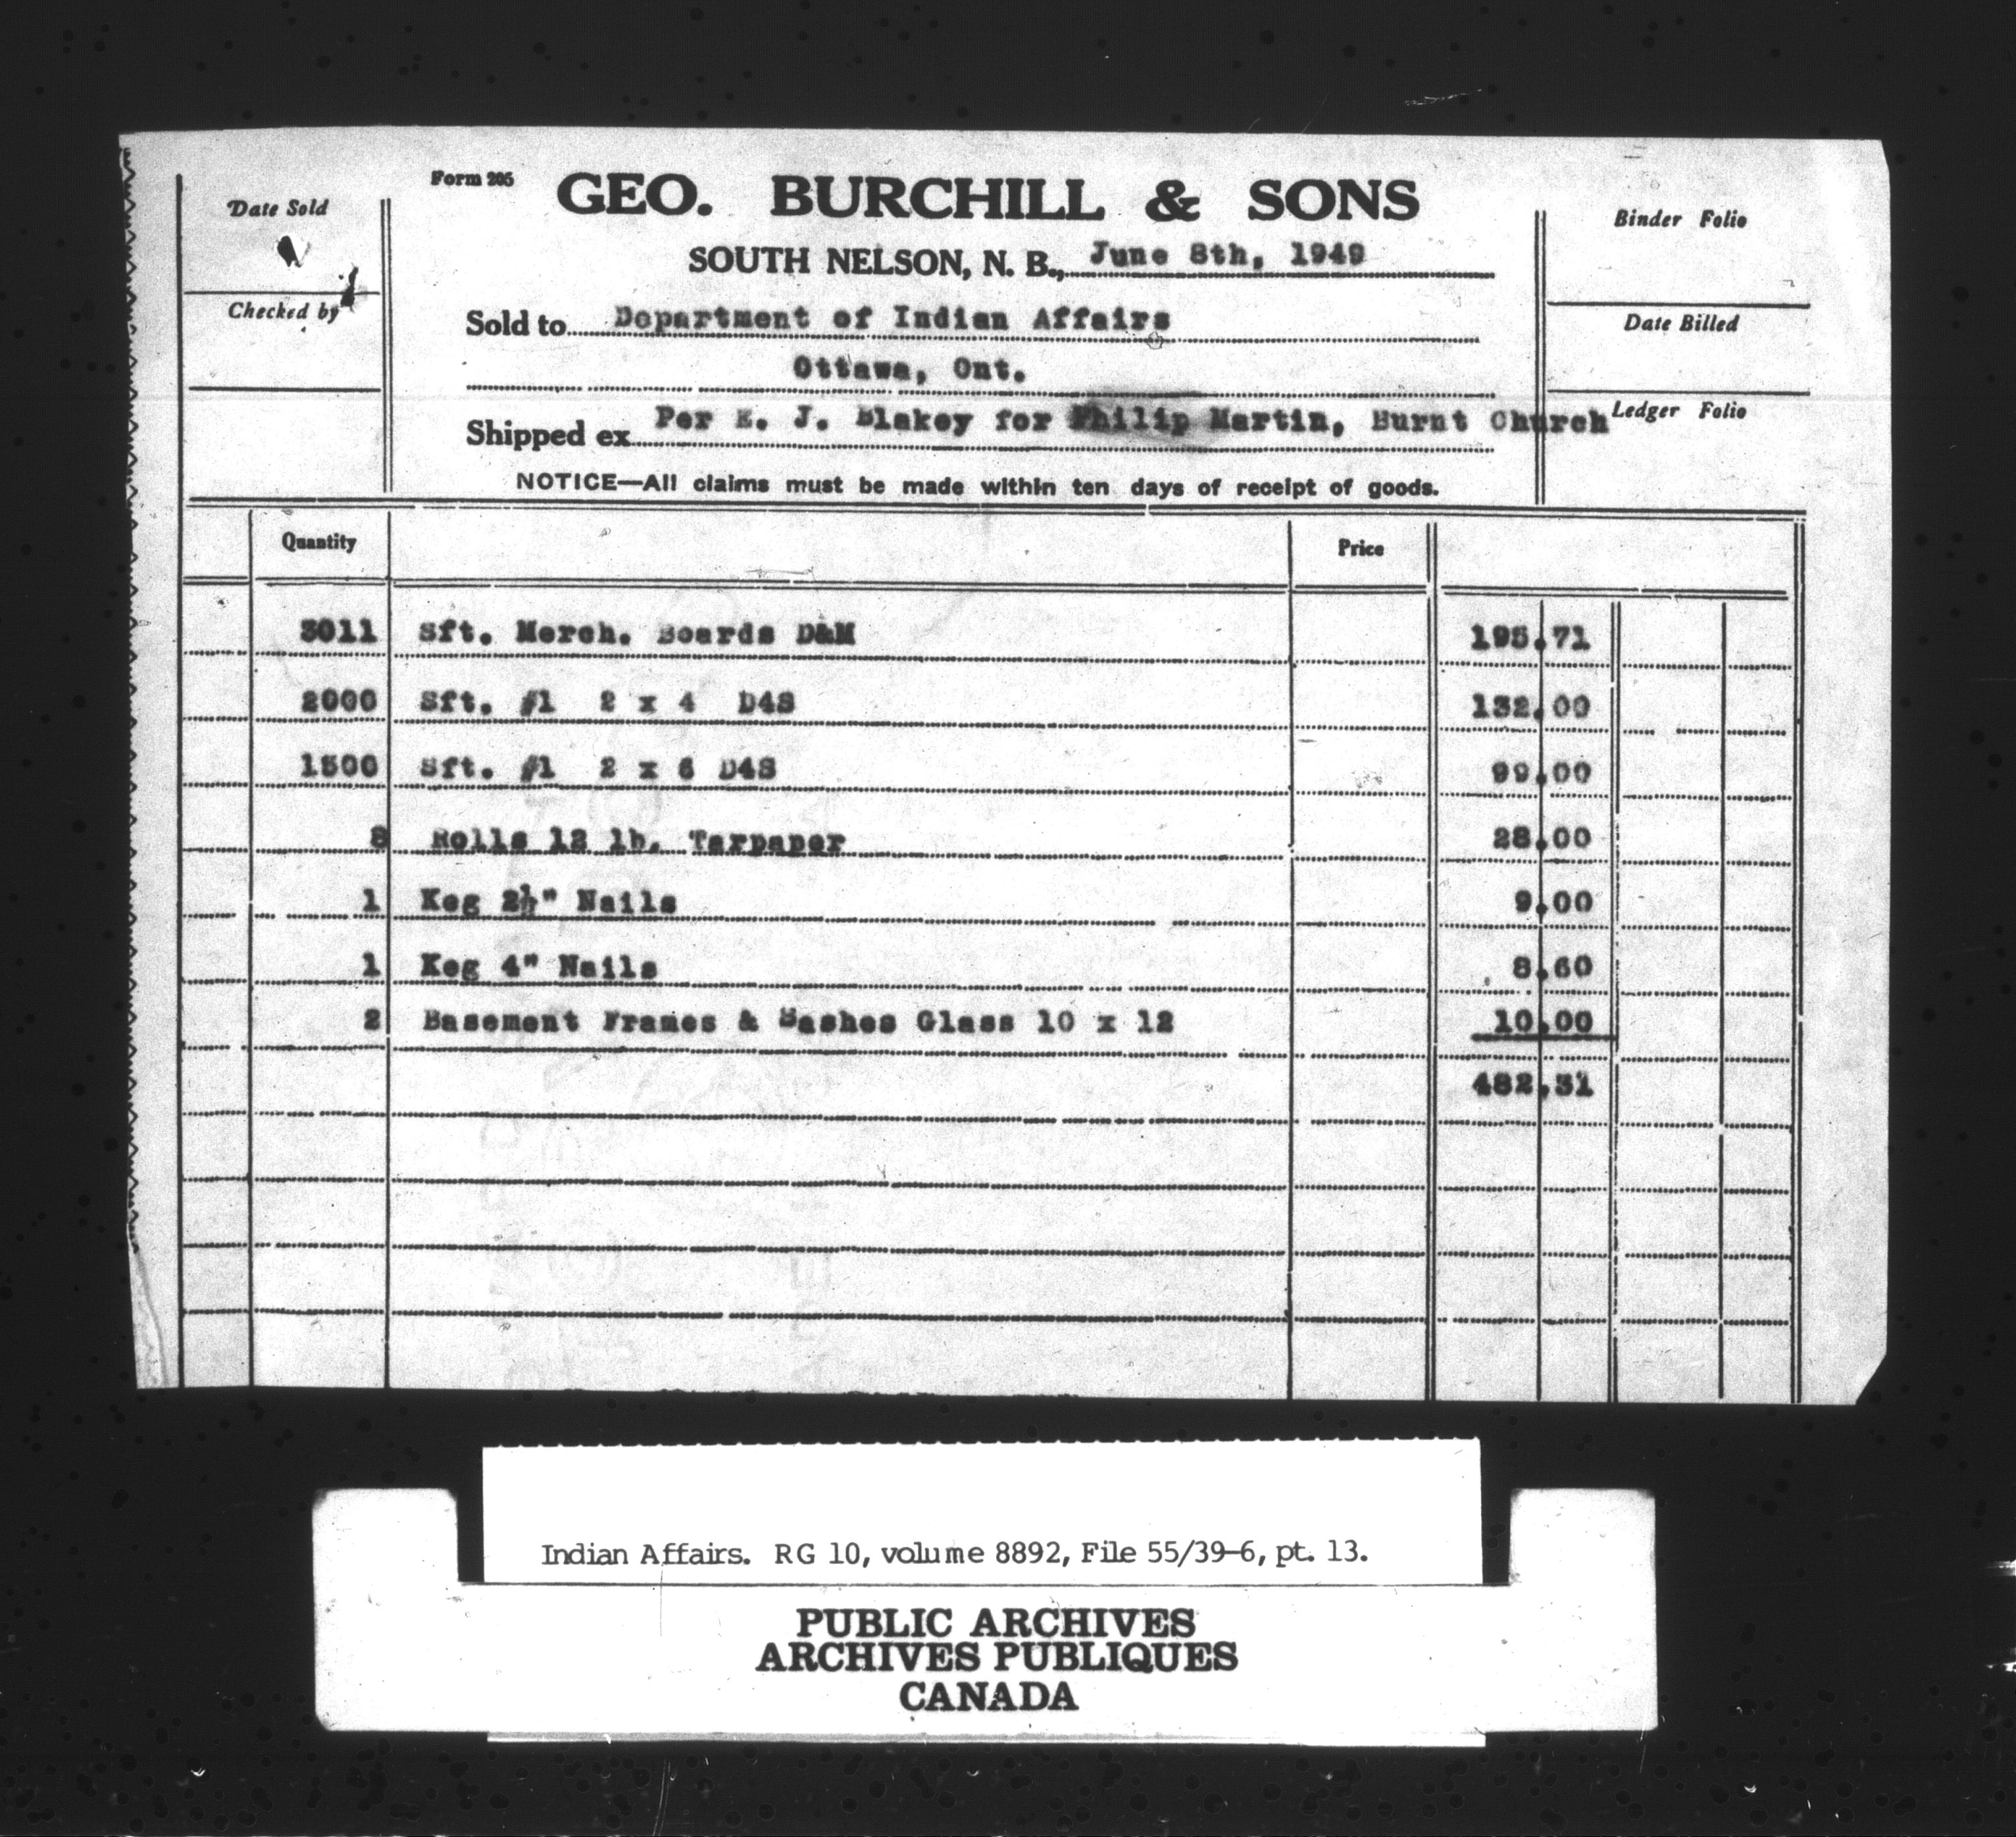 Form 205
GEO. BURCHILL & SONS
Date Sold
Binder Folio
SOUTH NELSON, N. B., June 8th, 1949
Checked by
Sold to Department of Indian Affairs
Date Billed
Ottawa, Ont.
Shipped ex Per E. J. Blakey for Philip Martin, Burnt Church
Ledger Folio
NOTICE—All claims must be made within ten days of receipt of goods.
Quantity Price
3011 Sft. Merch. Boards D&M 195.71
2000 Sft. #1 2 x 4 D4S 132.00
1500 Sft. #1 2 x 6 D4S 99.00
8 Rolls 12 lb. Tarpaper 28.00
1 Keg 2½" Nails 9.00
1 Keg 4" Nails 8.60
2 Basement Frames & Sashes Glass 10 x 12 10.00
482.31
Indian Affairs. RG 10, volume 8892, File 55/39-6, pt. 13.
PUBLIC ARCHIVES
ARCHIVES PUBLIQUES
CANADA